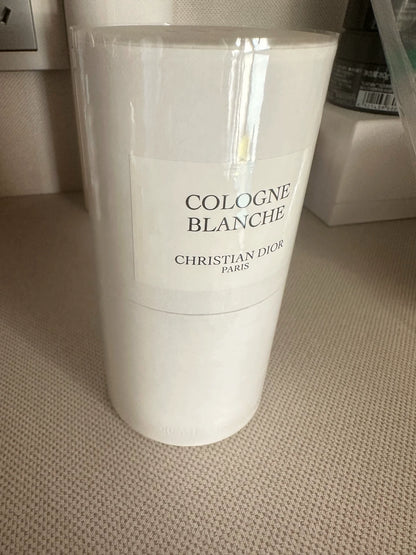 COLOGNE
BLANCHE
CHRISTIAN DIOR
PARIS